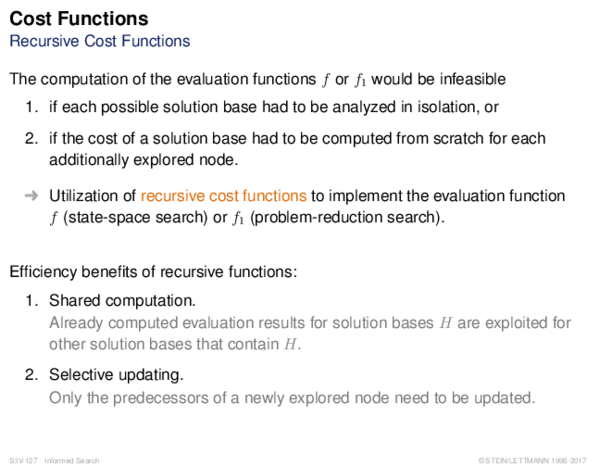 Cost Functions
Recursive Cost Functions
The computation of the evaluation functions f or f₁ would be infeasible
1. if each possible solution base had to be analyzed in isolation, or
2. if the cost of a solution base had to be computed from scratch for each
additionally explored node.
➜ Utilization of recursive cost functions to implement the evaluation function
f (state-space search) or f₁ (problem-reduction search).
Efficiency benefits of recursive functions:
1. Shared computation.
Already computed evaluation results for solution bases H are exploited for
other solution bases that contain H.
2. Selective updating.
Only the predecessors of a newly explored node need to be updated.
S:IV-127 Informed Search ©STEIN/LETTMANN 1998-2017